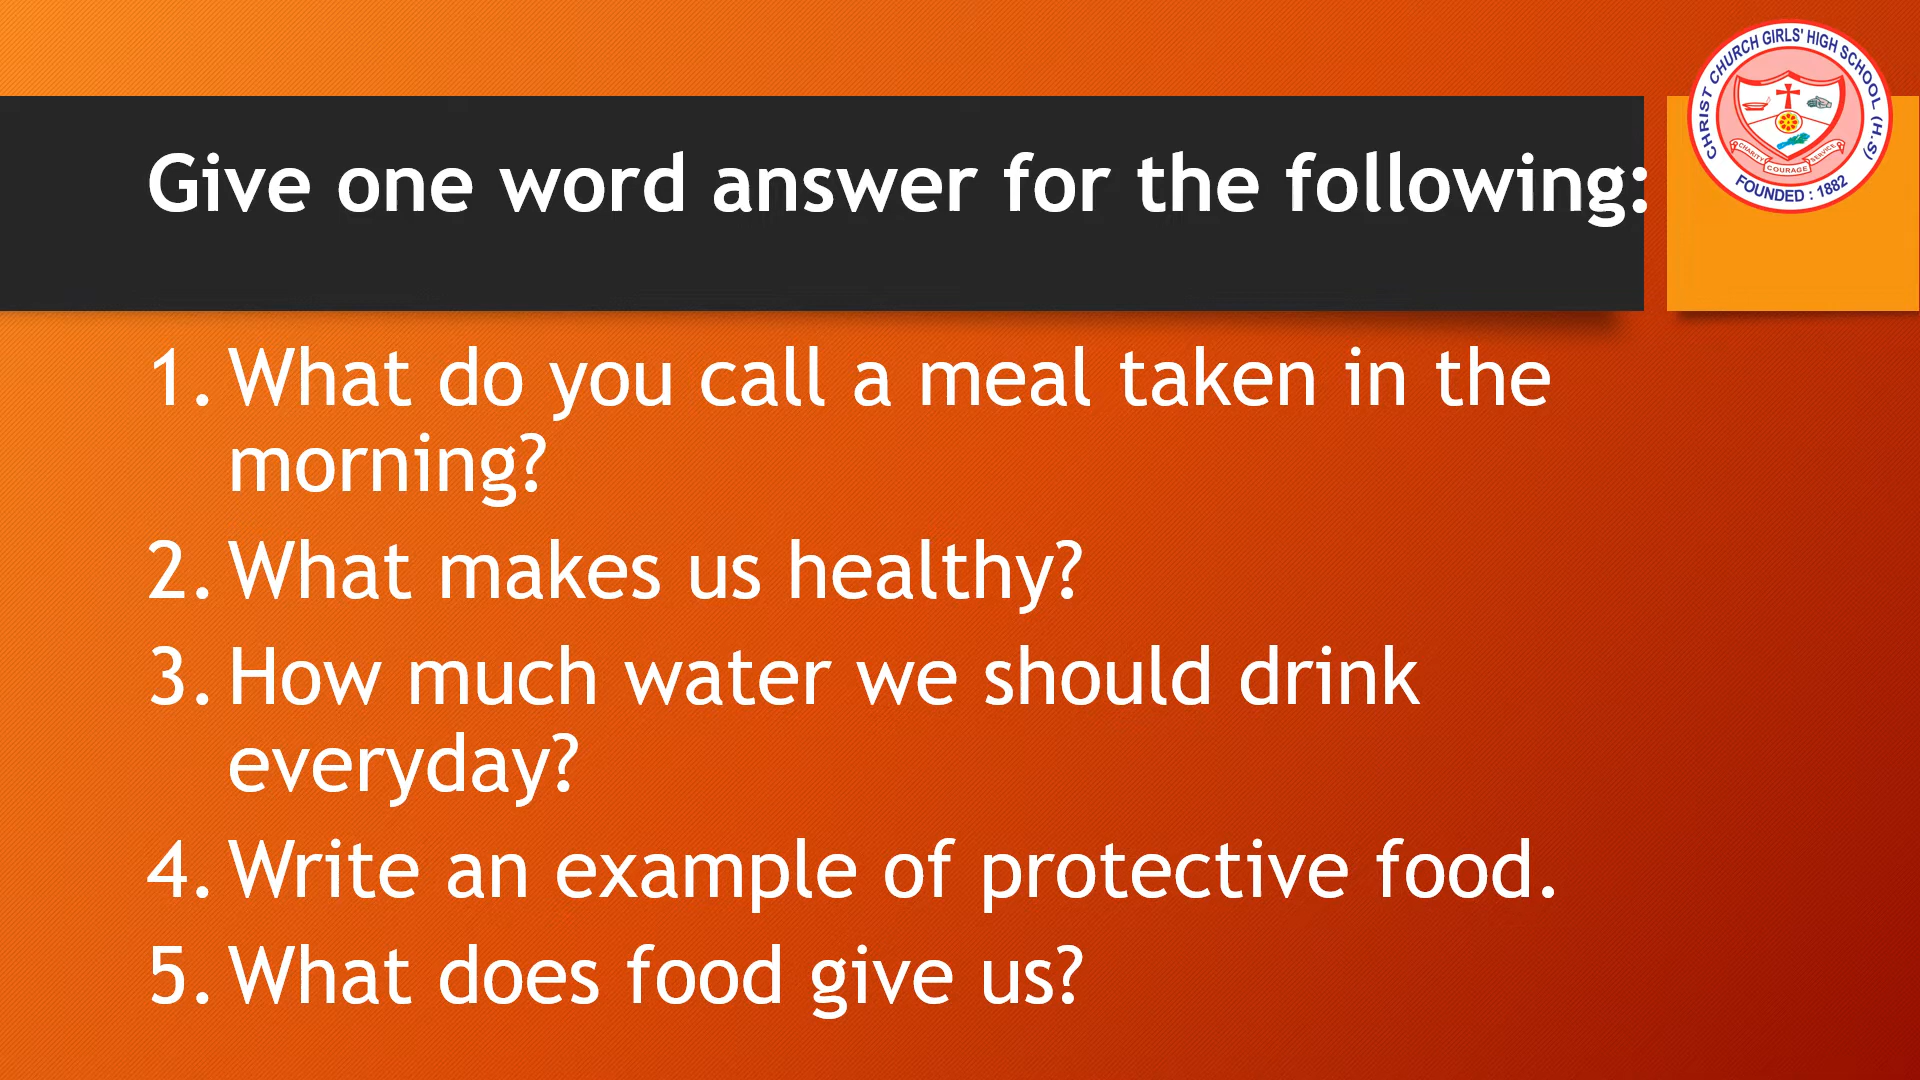 CHRIST CHURCH GIRLS' HIGH SCHOOL (H.S)
CHARITY COURAGE SERVICE
FOUNDED : 1882
Give one word answer for the following:
1. What do you call a meal taken in the
morning?
2. What makes us healthy?
3. How much water we should drink
everyday?
4. Write an example of protective food.
5. What does food give us?